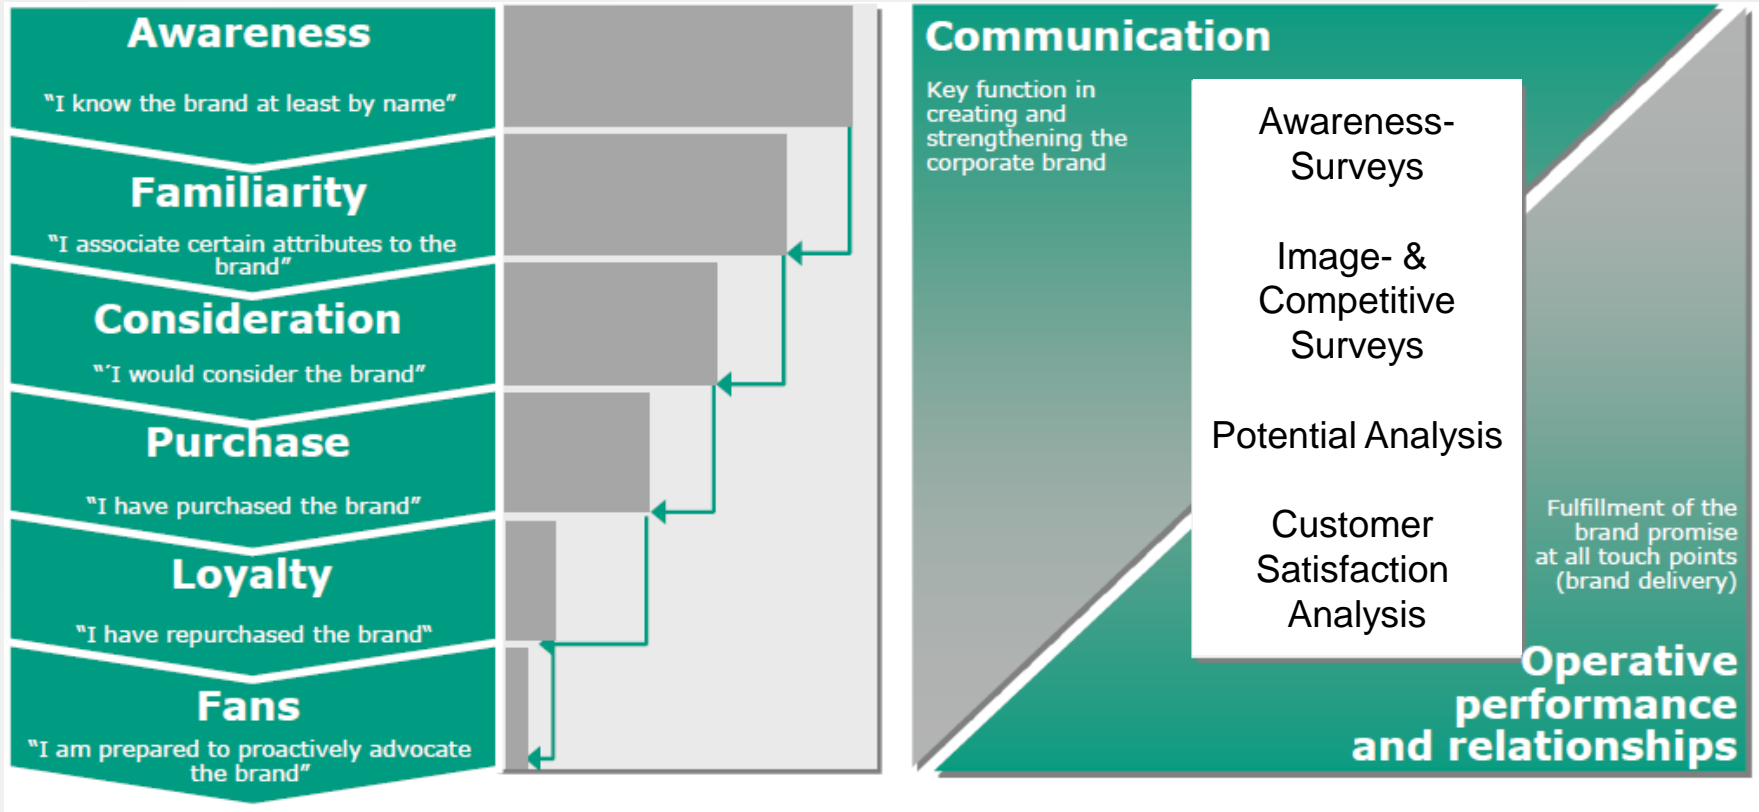 Awareness
"I know the brand at least by name"
Familiarity
"I associate certain attributes to the
brand"
Consideration
"´I would consider the brand"
Purchase
"I have purchased the brand"
Loyalty
"I have repurchased the brand"
Fans
"I am prepared to proactively advocate
the brand"
Communication
Key function in
creating and
strengthening the
corporate brand
Awareness-
Surveys
Image- &
Competitive
Surveys
Potential Analysis
Customer
Satisfaction
Analysis
Fulfillment of the
brand promise
at all touch points
(brand delivery)
Operative
performance
and relationships